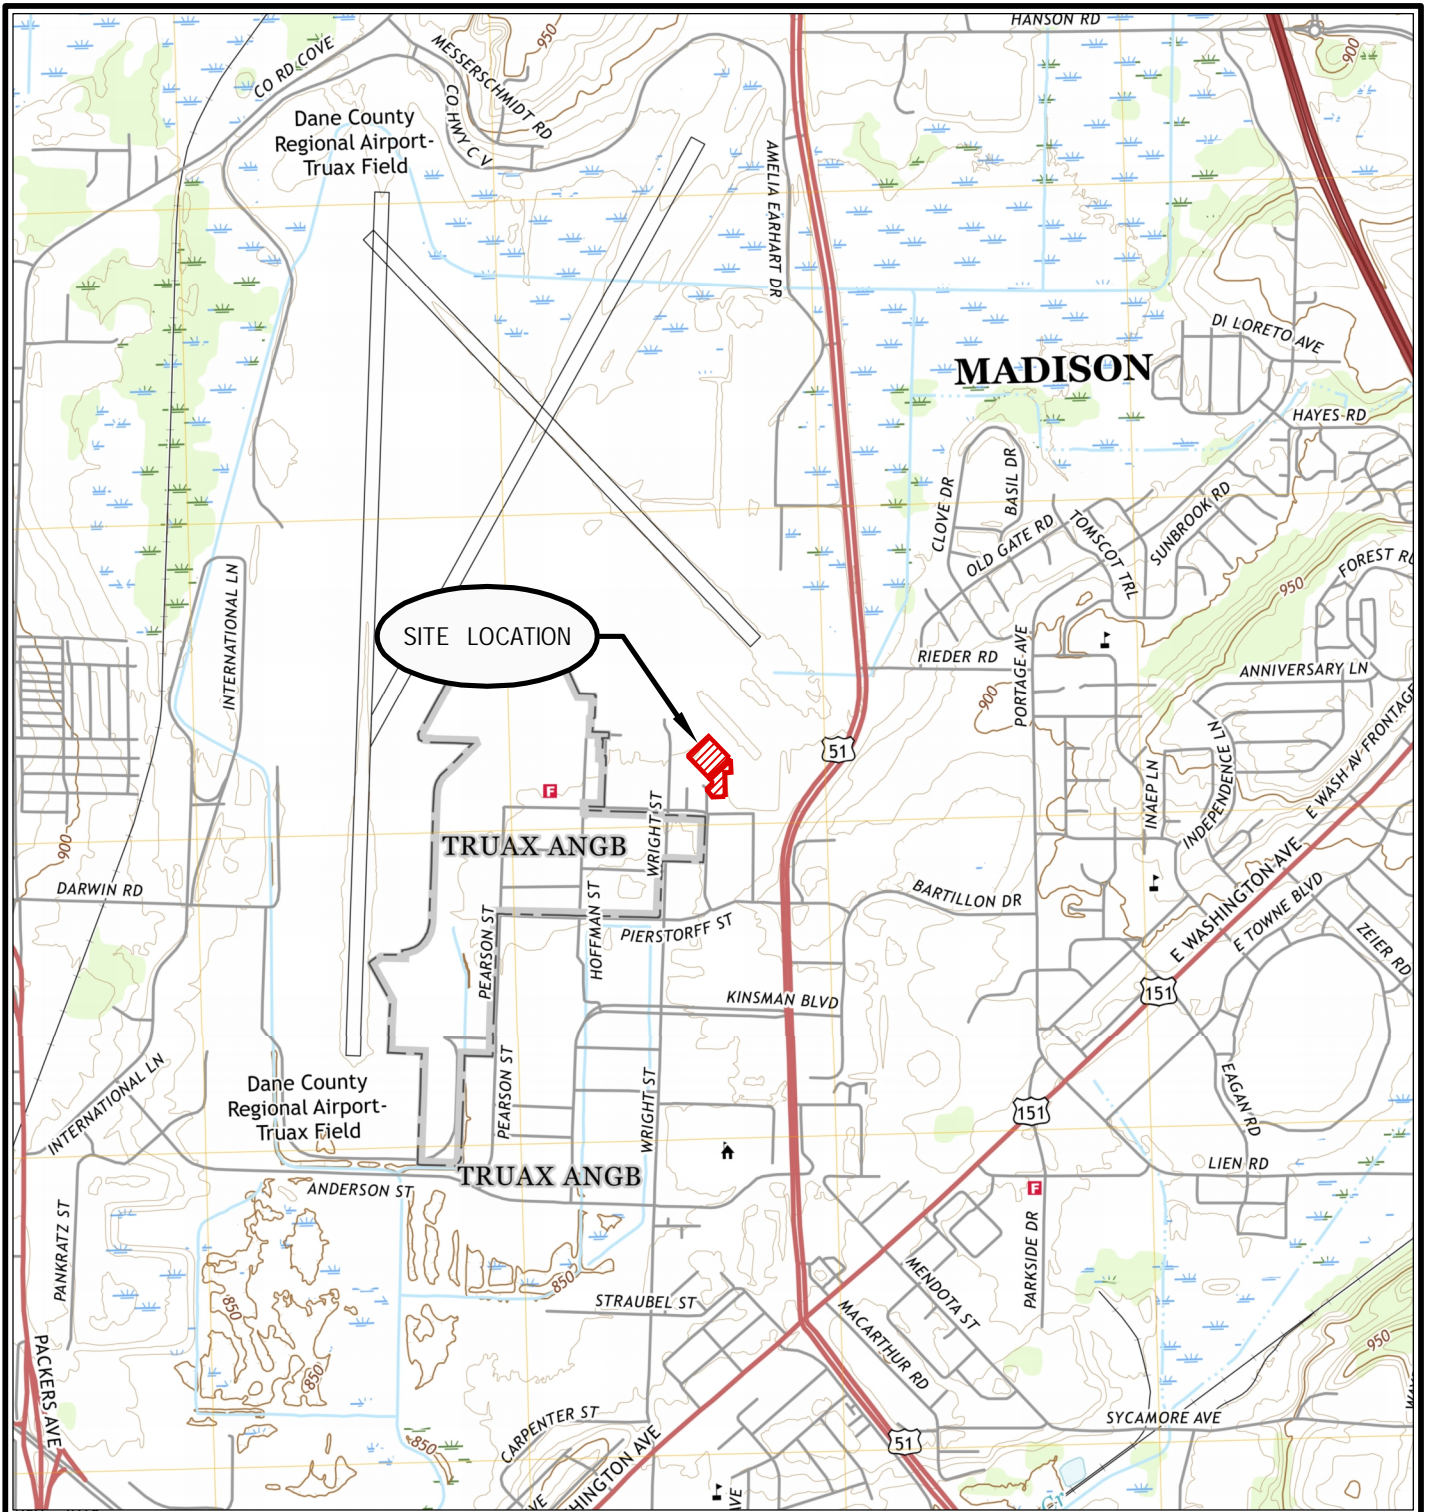 HANSON RD
950
900
CO RD COVE
MESSERSCHMIDT RD
CO HWY C V
Dane County
Regional Airport-
Truax Field
AMELIA EARHART DR
DI LORETO AVE
MADISON
HAYES RD
CLOVE DR
BASIL DR
OLD GATE RD
TOMSCOT TRL
SUNBROOK RD
FOREST
950
INTERNATIONAL LN
SITE LOCATION
RIEDER RD
PORTAGE AVE
900
ANNIVERSARY LN
51
INDEPENDENCE LN
INAEP LN
E WASH AV FRONTAGE
F
WRIGHT ST
TRUAX ANGB
900
DARWIN RD
PEARSON ST
HOFFMAN ST
PIERSTORFF ST
BARTILLON DR
E WASHINGTON AVE
E TOWNE BLVD
ZEIER RD
151
KINSMAN BLVD
INTERNATIONAL LN
Dane County
Regional Airport-
Truax Field
PEARSON ST
WRIGHT ST
151
EAGAN RD
LIEN RD
TRUAX ANGB
ANDERSON ST
F
PANKRATZ ST
PARKSIDE DR
MENDOTA ST
850
850
STRAUBEL ST
MACARTHUR RD
850
950
PACKERS AVE
CARPENTER ST
SYCAMORE AVE
850
51
HINGTON AVE
VE
VE